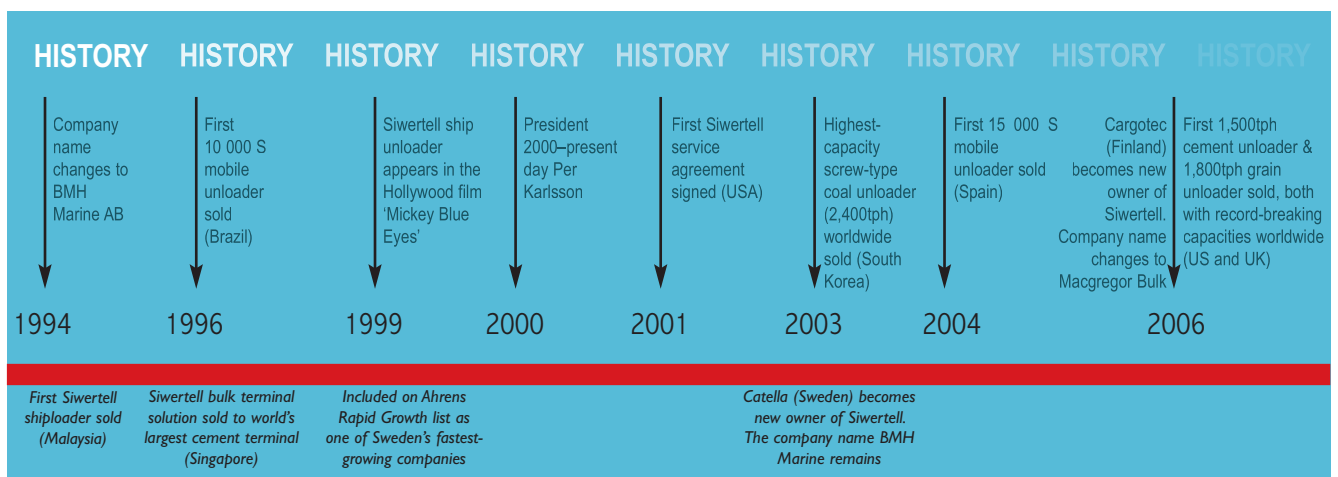 HISTORY HISTORY HISTORY HISTORY HISTORY HISTORY HISTORY HISTORY HISTORY
Company
name
changes to
BMH
Marine AB
First
10 000 S
mobile
unloader
sold
(Brazil)
Siwertell ship
unloader
appears in the
Hollywood film
‘Mickey Blue
Eyes’
President
2000–present
day Per
Karlsson
First Siwertell
service
agreement
signed (USA)
Highest-
capacity
screw-type
coal unloader
(2,400tph)
worldwide
sold (South
Korea)
First 15 000 S
mobile
unloader sold
(Spain)
Cargotec
(Finland)
becomes new
owner of
Siwertell.
Company name
changes to
Macgregor Bulk
First 1,500tph
cement unloader &
1,800tph grain
unloader sold, both
with record-breaking
capacities worldwide
(US and UK)
1994 1996 1999 2000 2001 2003 2004 2006
First Siwertell
shiploader sold
(Malaysia)
Siwertell bulk terminal
solution sold to world’s
largest cement terminal
(Singapore)
Included on Ahrens
Rapid Growth list as
one of Sweden’s fastest-
growing companies
Catella (Sweden) becomes
new owner of Siwertell.
The company name BMH
Marine remains